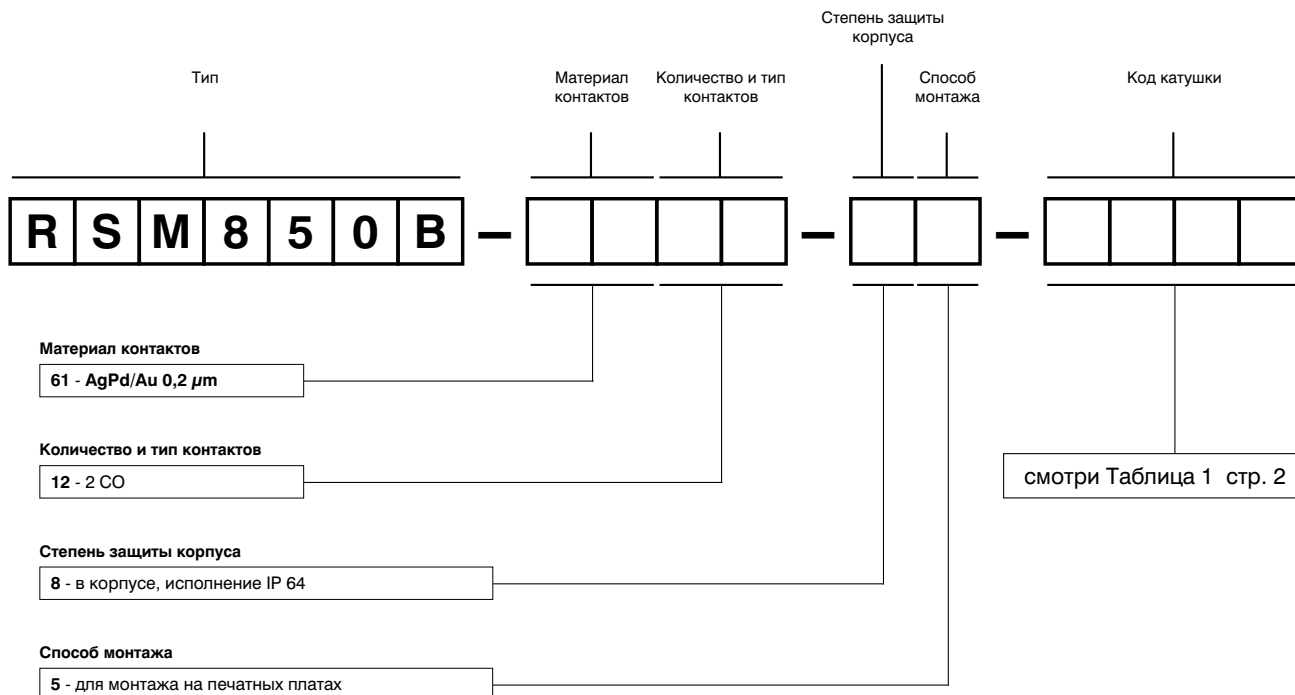 Степень защиты
корпуса
Тип
Материал
контактов
Количество и тип
контактов
Способ
монтажа
Код катушки
R S M 8 5 0 B – –  –
Материал контактов
61 - AgPd/Au 0,2 µm
Количество и тип контактов
12 - 2 CO
смотри Таблица 1 стр. 2
Степень защиты корпуса
8 - в корпусе, исполнение IP 64
Способ монтажа
5 - для монтажа на печатных платах